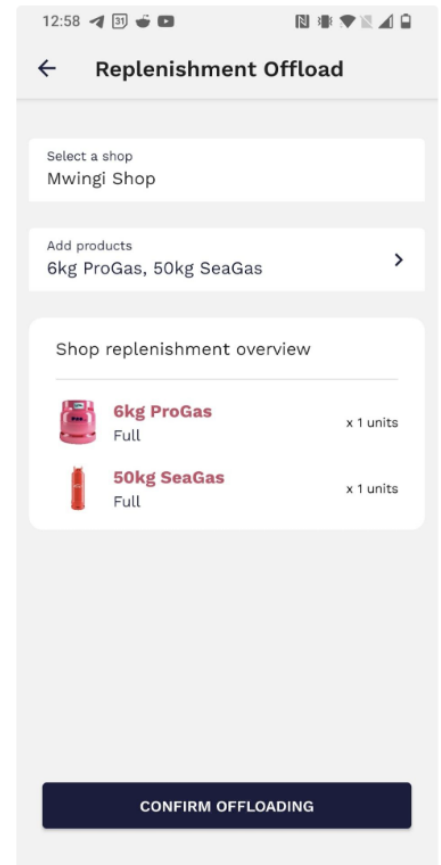 12:58
31
Replenishment Offload
Select a shop
Mwingi Shop
Add products
6kg ProGas, 50kg SeaGas
Shop replenishment overview
6kg ProGas
Full
x 1 units
50kg SeaGas
Full
x 1 units
CONFIRM OFFLOADING